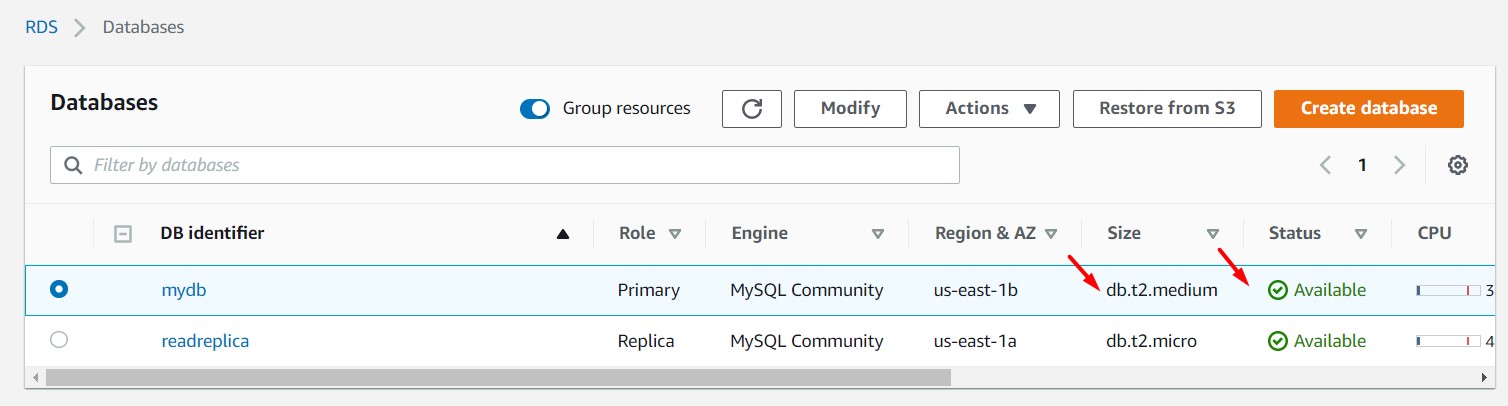 RDS > Databases
Databases Group resources Modify Actions Restore from S3 Create database
Filter by databases 1
DB identifier Role Engine Region & AZ Size Status CPU
mydb Primary MySQL Community us-east-1b db.t2.medium Available 3
readreplica Replica MySQL Community us-east-1a db.t2.micro Available 4